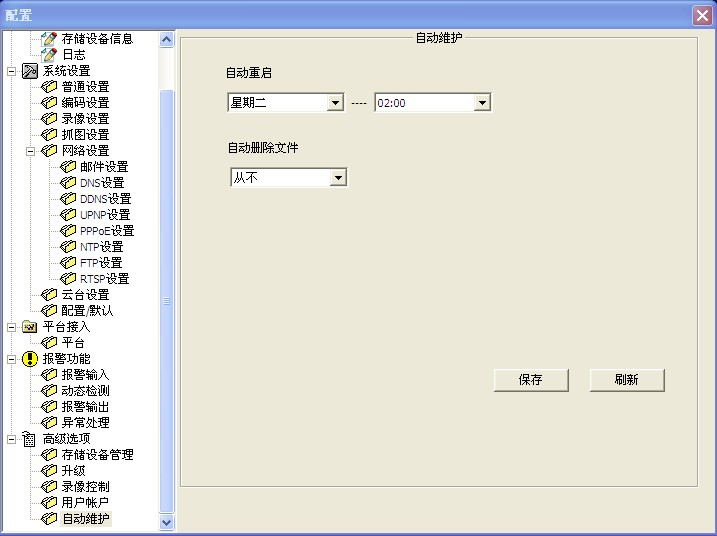 配置
存储设备信息
日志
系统设置
普通设置
编码设置
录像设置
抓图设置
网络设置
邮件设置
DNS设置
DDNS设置
UPNP设置
PPPoE设置
NTP设置
FTP设置
RTSP设置
云台设置
配置/默认
平台接入
平台
报警功能
报警输入
动态检测
报警输出
异常处理
高级选项
存储设备管理
升级
录像控制
用户帐户
自动维护
自动维护
自动重启
星期二 ---- 02:00
自动删除文件
从不
保存 刷新